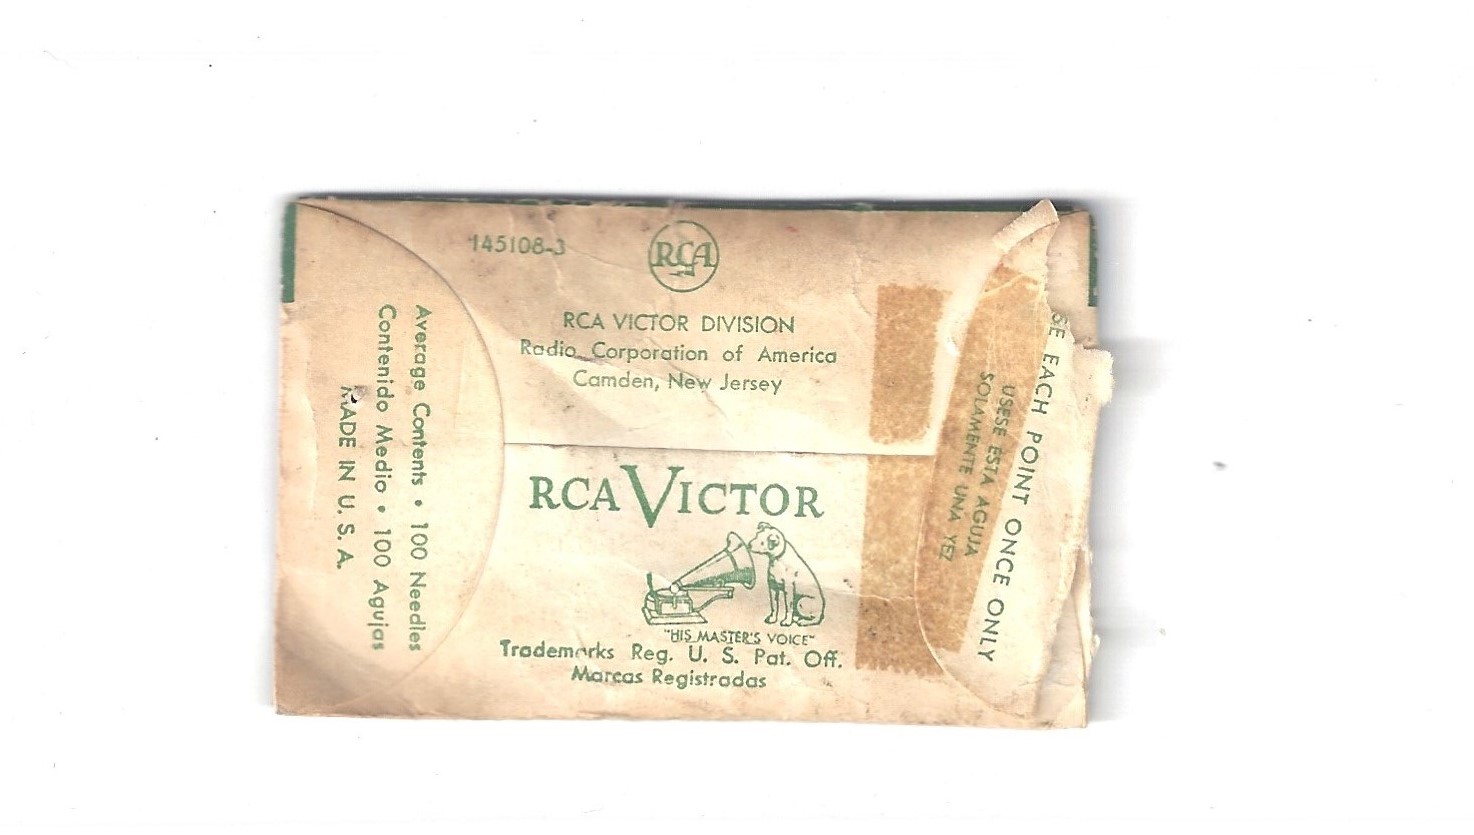 145108-3
RCA
RCA VICTOR DIVISION
Radio Corporation of America
Camden, New Jersey
RCA VICTOR
"HIS MASTER'S VOICE"
Trademarks Reg. U. S. Pat. Off.
Marcas Registradas
Average Contents • 100 Needles
Contenido Medio • 100 Agujas
MADE IN U. S. A.
SE EACH POINT ONCE ONLY
USESE ESTA AGUJA
SOLAMENTE UNA VEZ